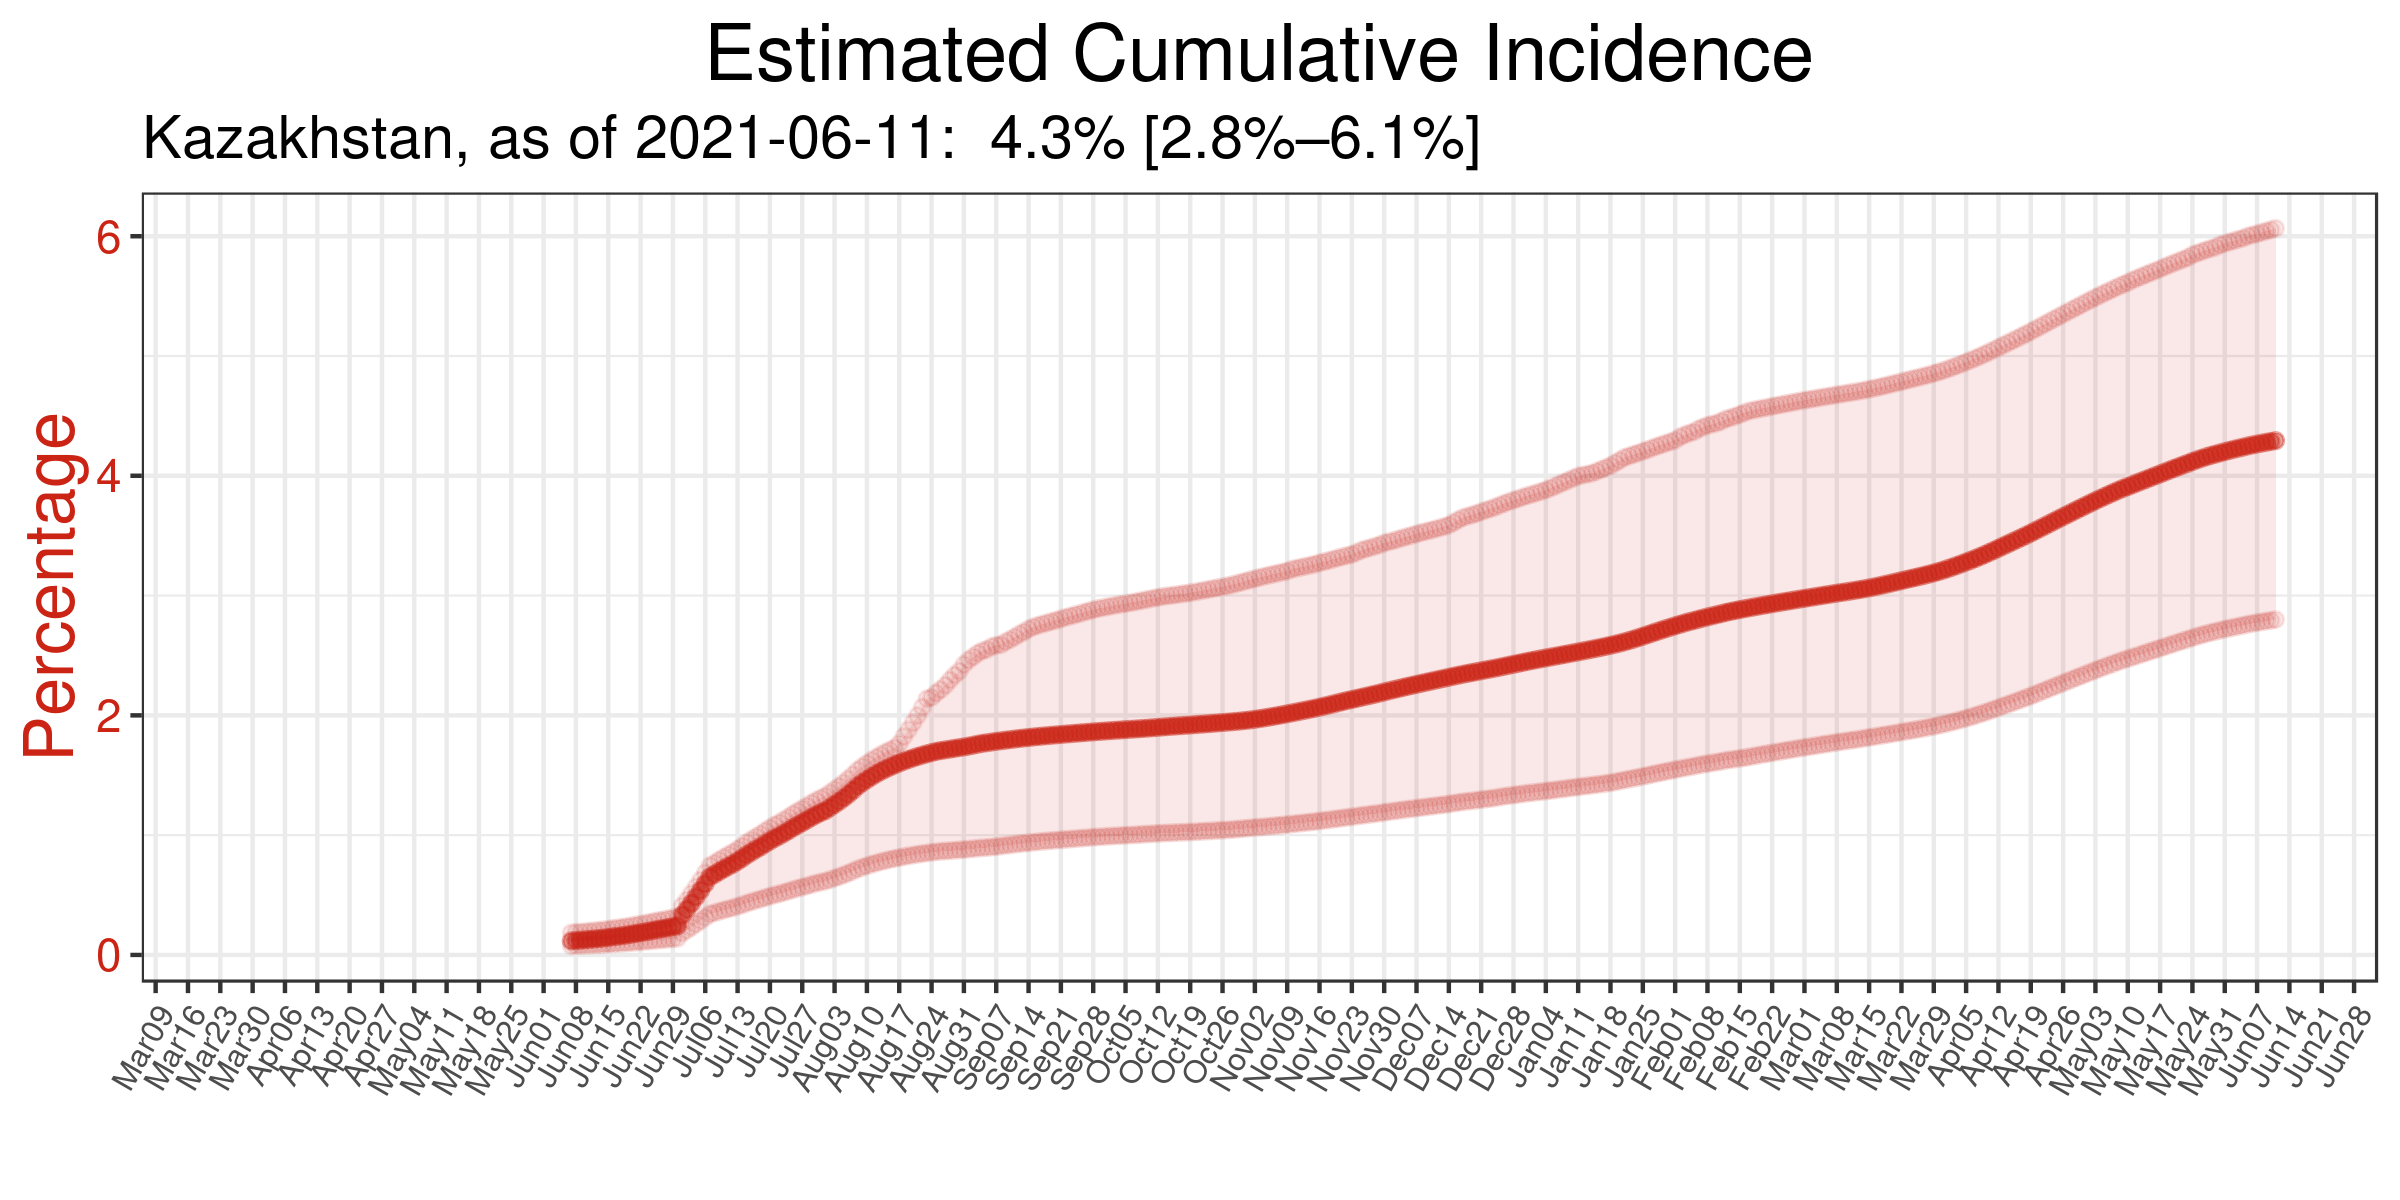 Estimated Cumulative Incidence
Kazakhstan, as of 2021-06-11:  4.3% [2.8%–6.1%]
Percentage
6
4
2
0
Mar09
Mar16
Mar23
Mar30
Apr06
Apr13
Apr20
Apr27
May04
May11
May18
May25
Jun01
Jun08
Jun15
Jun22
Jun29
Jul06
Jul13
Jul20
Jul27
Aug03
Aug10
Aug17
Aug24
Aug31
Sep07
Sep14
Sep21
Sep28
Oct05
Oct12
Oct19
Oct26
Nov02
Nov09
Nov16
Nov23
Nov30
Dec07
Dec14
Dec21
Dec28
Jan04
Jan11
Jan18
Jan25
Feb01
Feb08
Feb15
Feb22
Mar01
Mar08
Mar15
Mar22
Mar29
Apr05
Apr12
Apr19
Apr26
May03
May10
May17
May24
May31
Jun07
Jun14
Jun21
Jun28